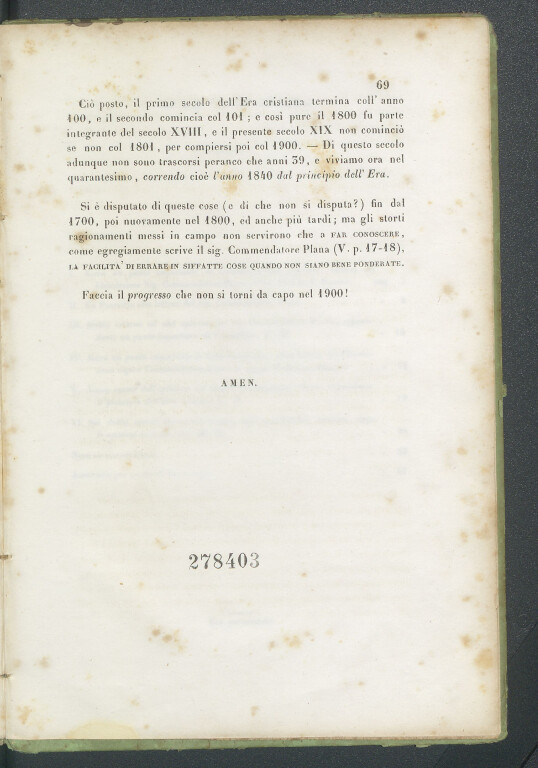 69
Ciò posto, il primo secolo dell'Era cristiana termina coll'anno
100, e il secondo comincia col 101; e così pure il 1800 fu parte
integrante del secolo XVIII, e il presente secolo XIX non cominciò
se non col 1801, per compiersi poi col 1900. — Di questo secolo
adunque non sono trascorsi peranco che anni 39, e viviamo ora nel
quarantesimo, correndo cioè l'anno 1840 dal principio dell'Era.
Si è disputato di queste cose (e di che non si disputa?) fin dal
1700, poi nuovamente nel 1800, ed anche più tardi; ma gli storti
ragionamenti messi in campo non servirono che a FAR CONOSCERE,
come egregiamente scrive il sig. Commendatore Plana (V. p. 17-18),
LA FACILITA' DI ERRARE IN SIFFATTE COSE QUANDO NON SIANO BENE PONDERATE.
Faccia il progresso che non si torni da capo nel 1900!
AMEN.
278403